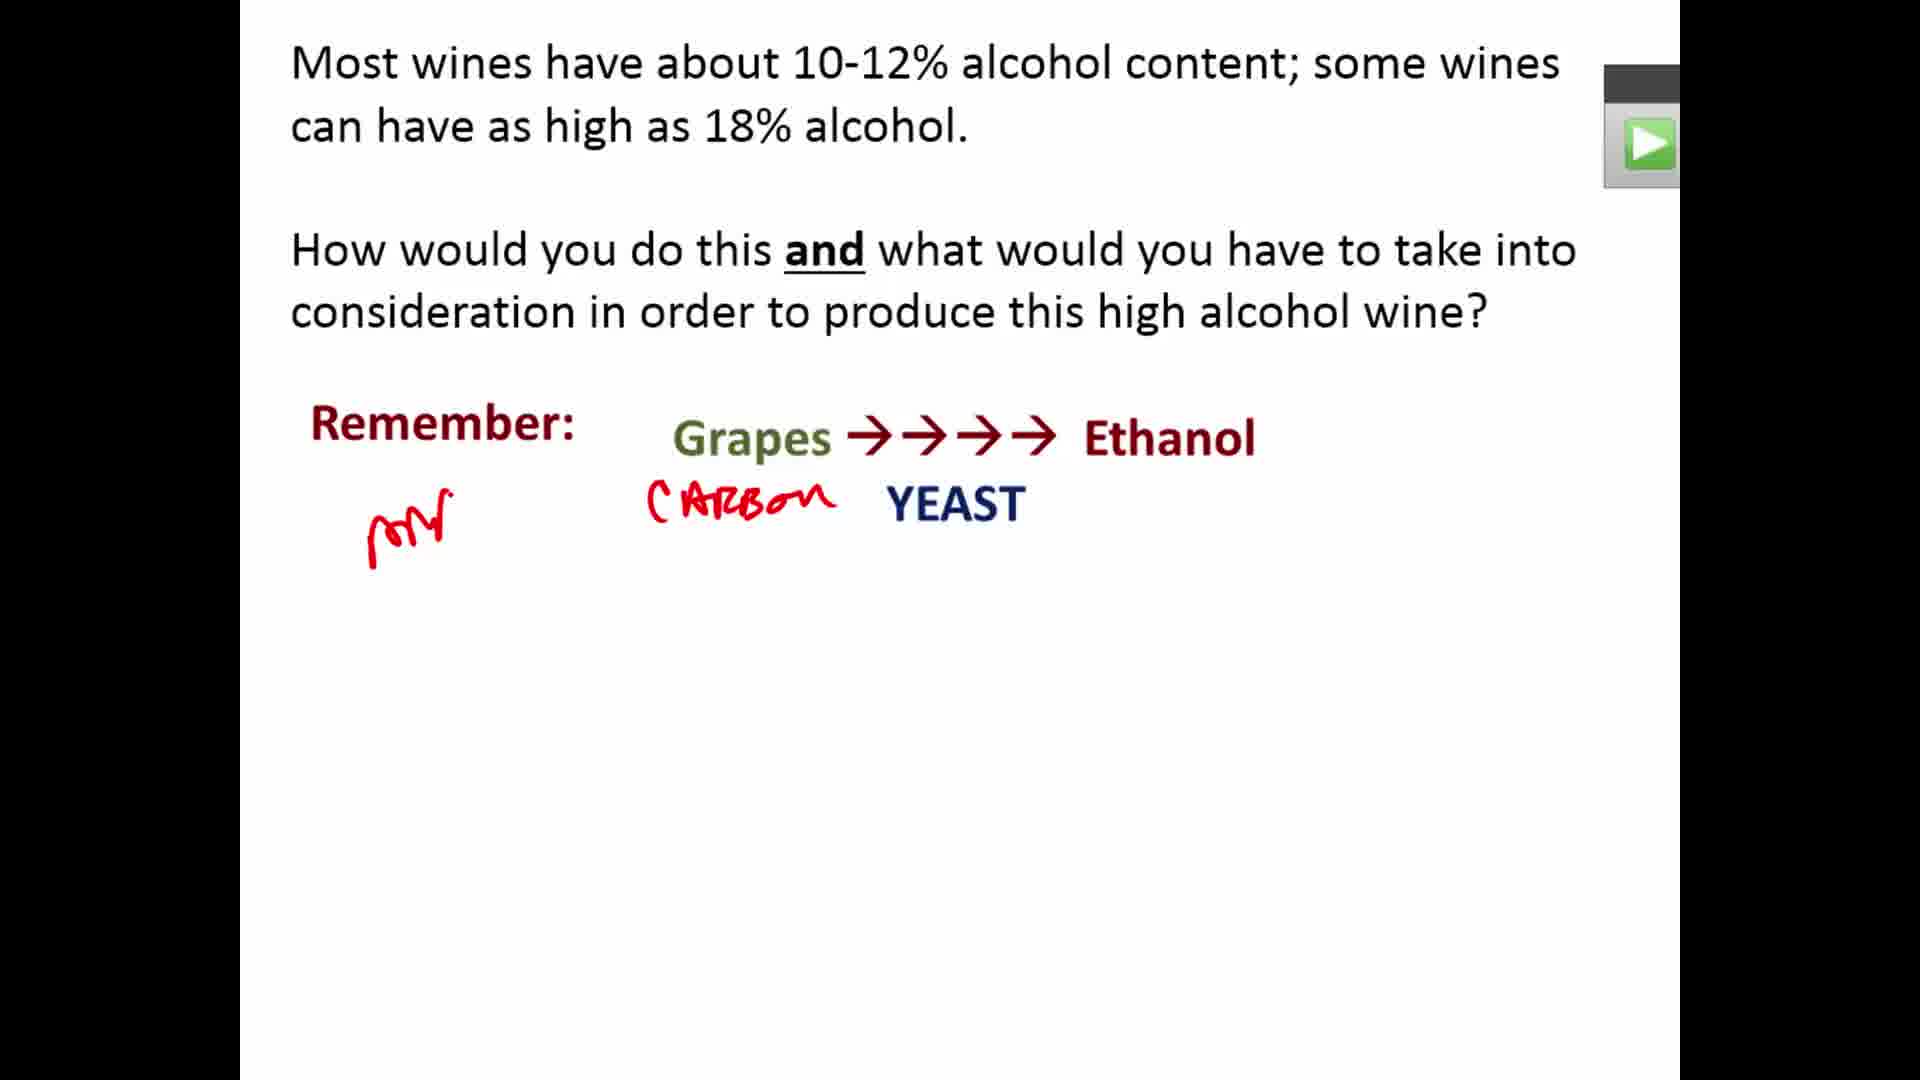 Most wines have about 10-12% alcohol content; some wines
can have as high as 18% alcohol.
How would you do this and what would you have to take into
consideration in order to produce this high alcohol wine?
Remember: Grapes →→→→ Ethanol
CARBON YEAST